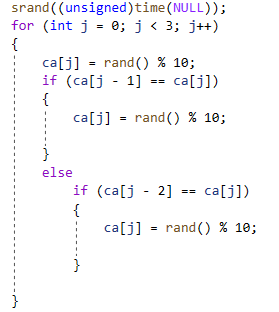 srand((unsigned)time(NULL));
for (int j = 0; j < 3; j++)
{
ca[j] = rand() % 10;
if (ca[j - 1] == ca[j])
{
ca[j] = rand() % 10;
}
else
if (ca[j - 2] == ca[j])
{
ca[j] = rand() % 10;
}
}